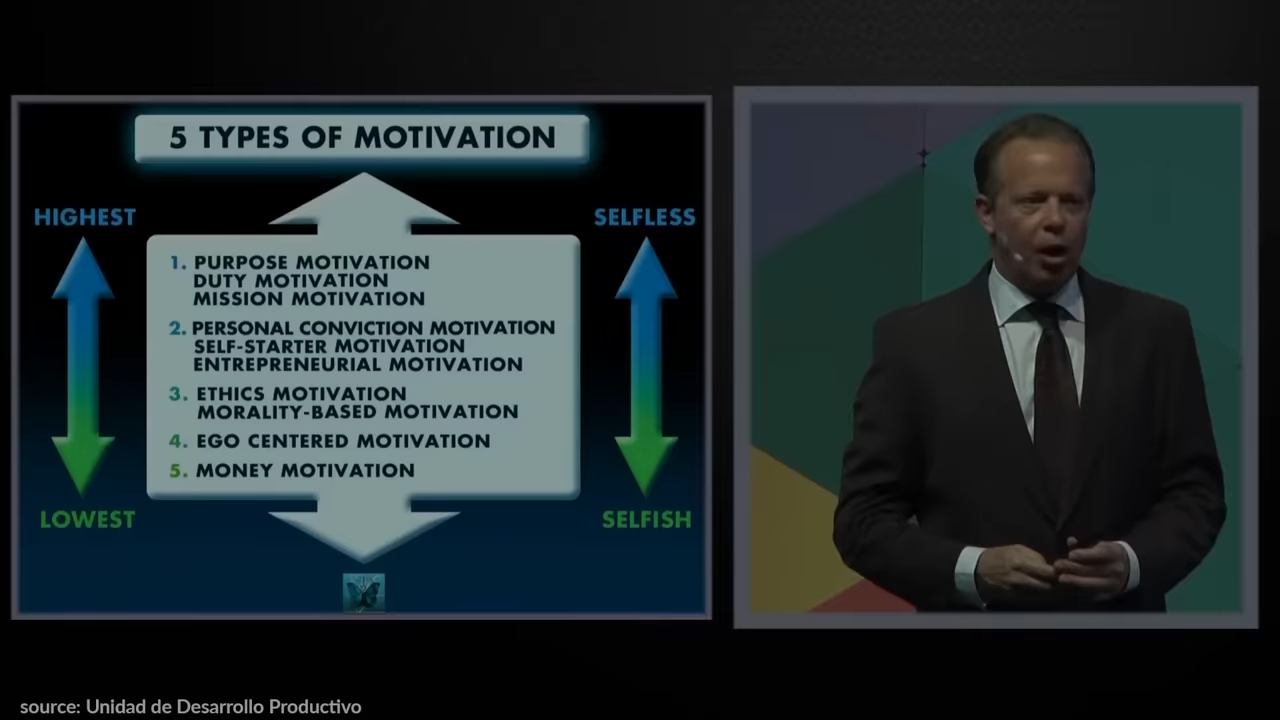 5 TYPES OF MOTIVATION
HIGHEST
SELFLESS
1. PURPOSE MOTIVATION
DUTY MOTIVATION
MISSION MOTIVATION
2. PERSONAL CONVICTION MOTIVATION
SELF-STARTER MOTIVATION
ENTREPRENEURIAL MOTIVATION
3. ETHICS MOTIVATION
MORALITY-BASED MOTIVATION
4. EGO CENTERED MOTIVATION
5. MONEY MOTIVATION
LOWEST
SELFISH
source: Unidad de Desarrollo Productivo